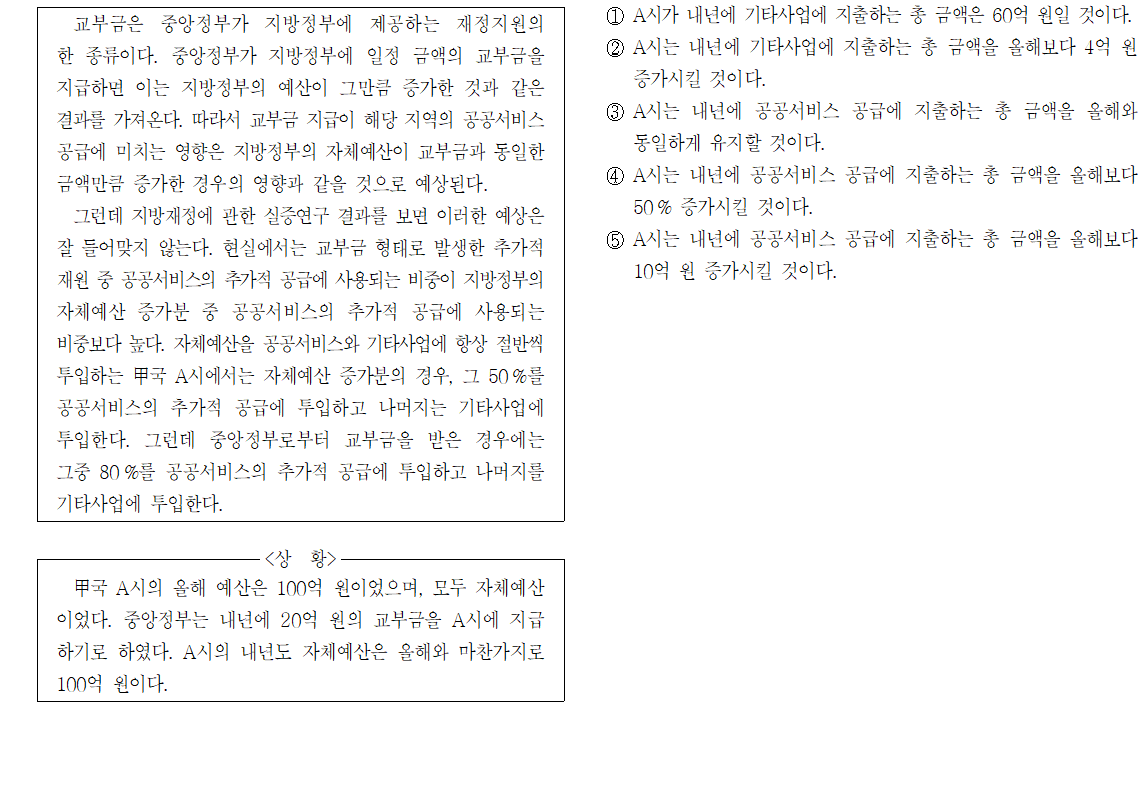 교부금은 중앙정부가 지방정부에 제공하는 재정지원의
한 종류이다. 중앙정부가 지방정부에 일정 금액의 교부금을
지급하면 이는 지방정부의 예산이 그만큼 증가한 것과 같은
결과를 가져온다. 따라서 교부금 지급이 해당 지역의 공공서비스
공급에 미치는 영향은 지방정부의 자체예산이 교부금과 동일한
금액만큼 증가한 경우의 영향과 같을 것으로 예상된다.
그런데 지방재정에 관한 실증연구 결과를 보면 이러한 예상은
잘 들어맞지 않는다. 현실에서는 교부금 형태로 발생한 추가적
재원 중 공공서비스의 추가적 공급에 사용되는 비중이 지방정부의
자체예산 증가분 중 공공서비스의 추가적 공급에 사용되는
비중보다 높다. 자체예산을 공공서비스와 기타사업에 항상 절반씩
투입하는 甲국 A시에서는 자체예산 증가분의 경우, 그 50%를
공공서비스의 추가적 공급에 투입하고 나머지는 기타사업에
투입한다. 그런데 중앙정부로부터 교부금을 받은 경우에는
그중 80%를 공공서비스의 추가적 공급에 투입하고 나머지를
기타사업에 투입한다.
<상 황>
甲국 A시의 올해 예산은 100억 원이었으며, 모두 자체예산
이었다. 중앙정부는 내년에 20억 원의 교부금을 A시에 지급
하기로 하였다. A시의 내년도 자체예산은 올해와 마찬가지로
100억 원이다.
① A시가 내년에 기타사업에 지출하는 총 금액은 60억 원일 것이다.
② A시는 내년에 기타사업에 지출하는 총 금액을 올해보다 4억 원
증가시킬 것이다.
③ A시는 내년에 공공서비스 공급에 지출하는 총 금액을 올해와
동일하게 유지할 것이다.
④ A시는 내년에 공공서비스 공급에 지출하는 총 금액을 올해보다
50% 증가시킬 것이다.
⑤ A시는 내년에 공공서비스 공급에 지출하는 총 금액을 올해보다
10억 원 증가시킬 것이다.